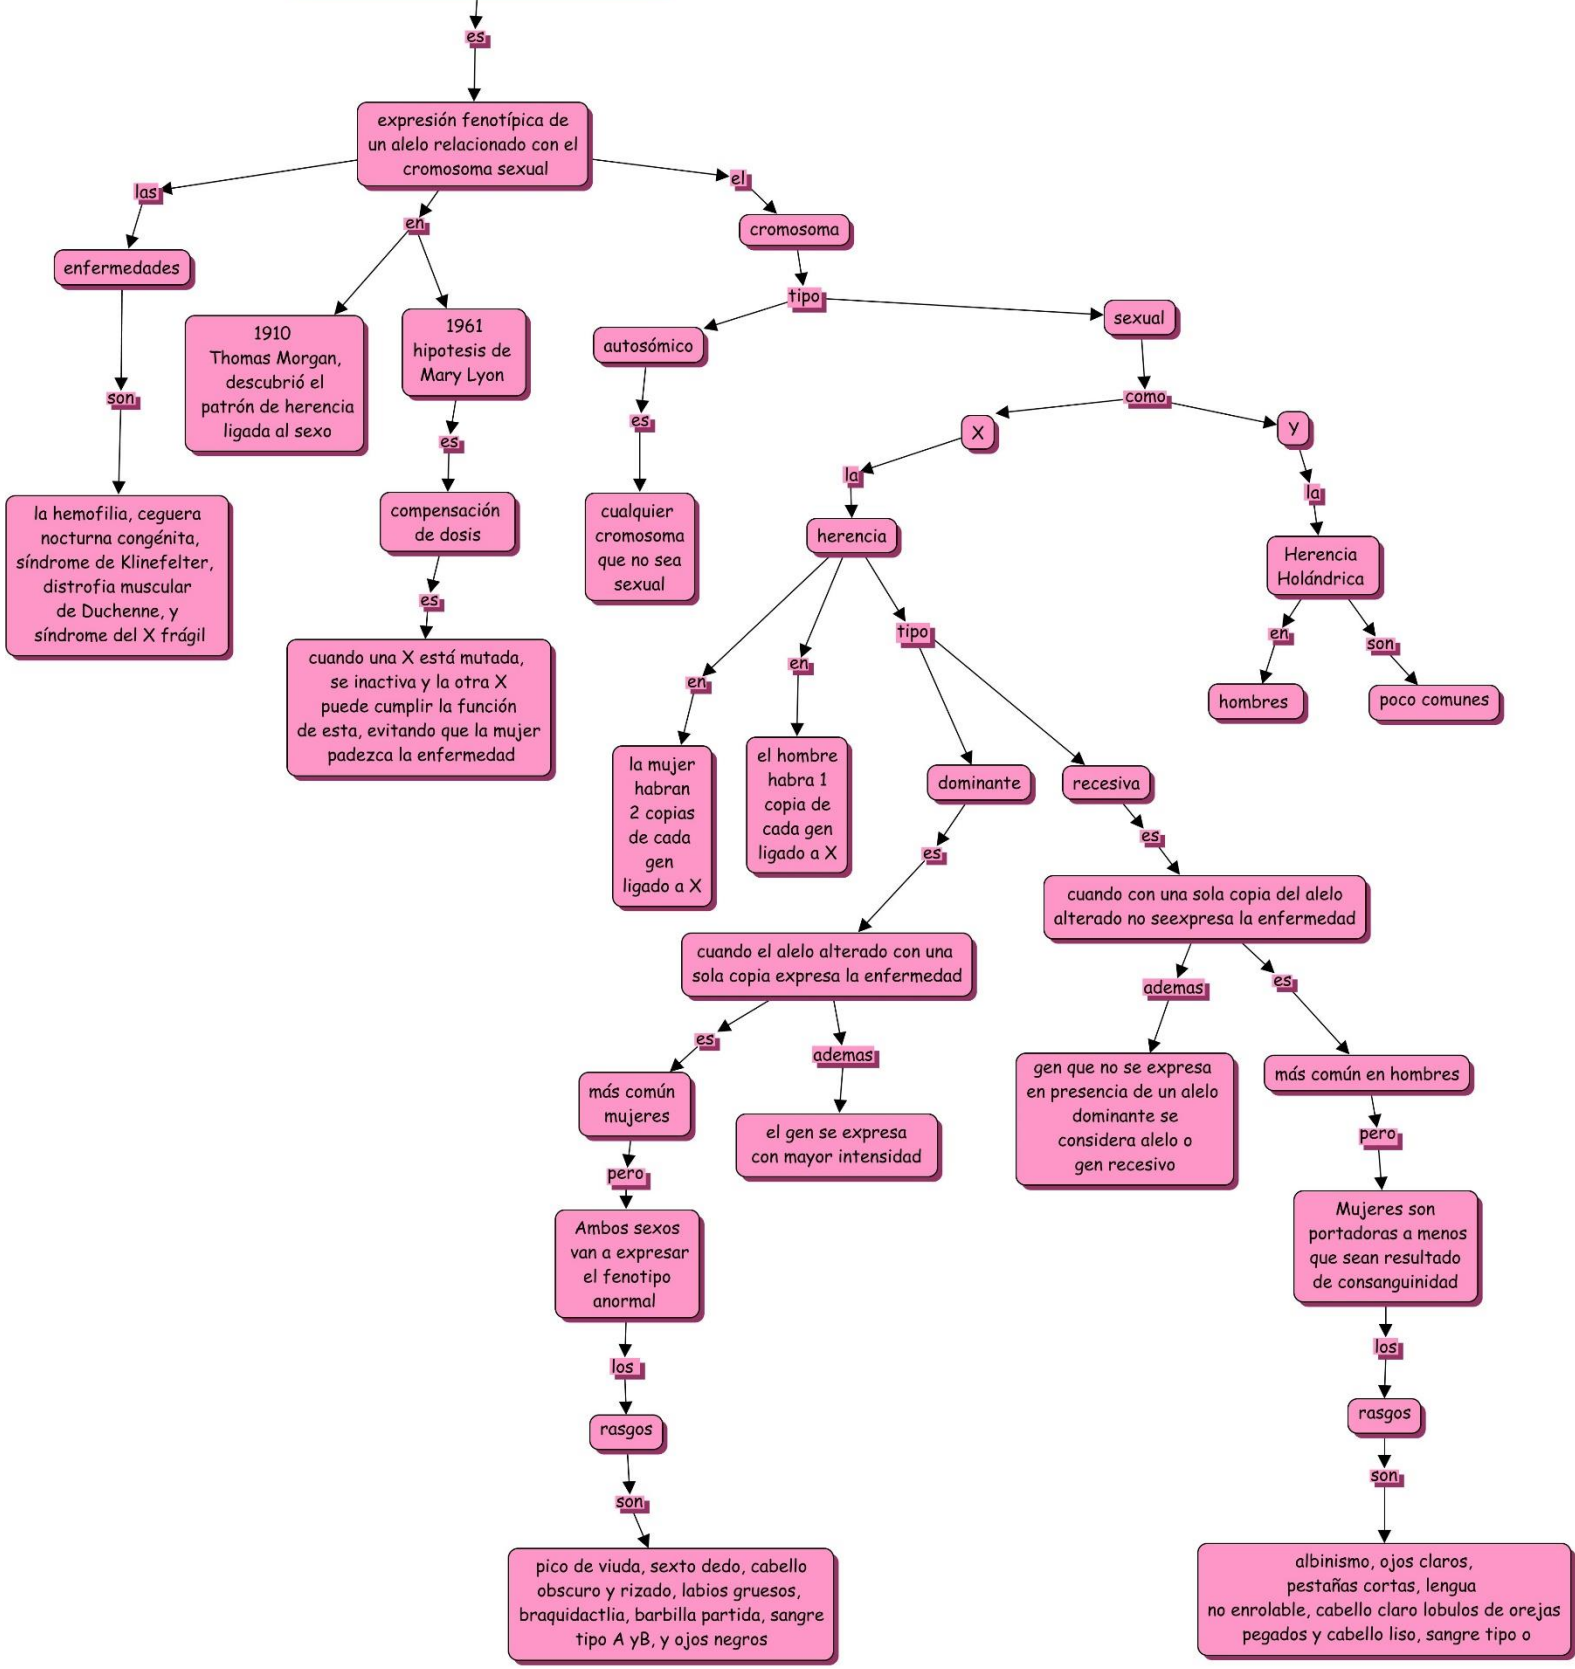 es
expresión fenotípica de
un alelo relacionado con el
cromosoma sexual
las
enfermedades
son
la hemofilia, ceguera
nocturna congénita,
síndrome de Klinefelter,
distrofia muscular
de Duchenne, y
síndrome del X frágil
en
1910
Thomas Morgan,
descubrió el
patrón de herencia
ligada al sexo
1961
hipotesis de
Mary Lyon
es
compensación
de dosis
es
cuando una X está mutada,
se inactiva y la otra X
puede cumplir la función
de esta, evitando que la mujer
padezca la enfermedad
el
cromosoma
tipo
autosómico
es
cualquier
cromosoma
que no sea
sexual
sexual
como
X
la
herencia
en
la mujer
habran
2 copias
de cada
gen
ligado a X
en
el hombre
habra 1
copia de
cada gen
ligado a X
tipo
dominante
es
cuando el alelo alterado con una
sola copia expresa la enfermedad
es
más común
mujeres
pero
Ambos sexos
van a expresar
el fenotipo
anormal
los
rasgos
son
pico de viuda, sexto dedo, cabello
obscuro y rizado, labios gruesos,
braquidactlia, barbilla partida, sangre
tipo A yB, y ojos negros
ademas
el gen se expresa
con mayor intensidad
recesiva
es
cuando con una sola copia del alelo
alterado no seexpresa la enfermedad
ademas
gen que no se expresa
en presencia de un alelo
dominante se
considera alelo o
gen recesivo
es
más común en hombres
pero
Mujeres son
portadoras a menos
que sean resultado
de consanguinidad
los
rasgos
son
albinismo, ojos claros,
pestañas cortas, lengua
no enrolable, cabello claro lobulos de orejas
pegados y cabello liso, sangre tipo o
Y
la
Herencia
Holándrica
en
hombres
son
poco comunes